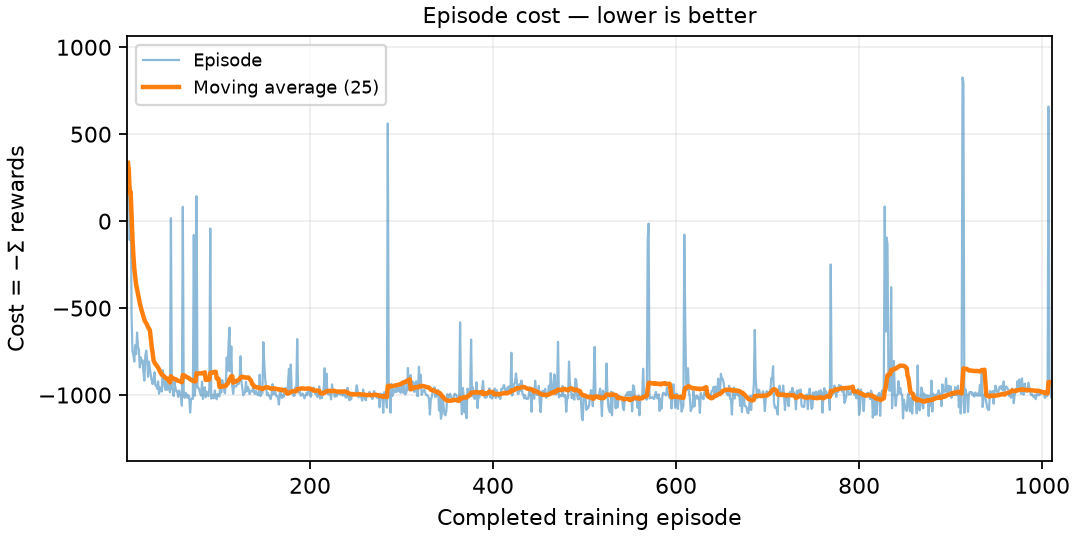 Episode cost — lower is better
Episode
Moving average (25)
Cost = −Σ rewards
1000
500
0
−500
−1000
200
400
600
800
1000
Completed training episode